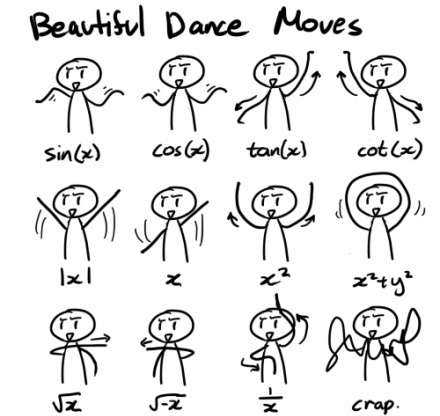 Beautiful Dance Moves
sin(x) cos(x) tan(x) cot(x)
|x| x x² x²+y²
√x √-x 1/x crap.